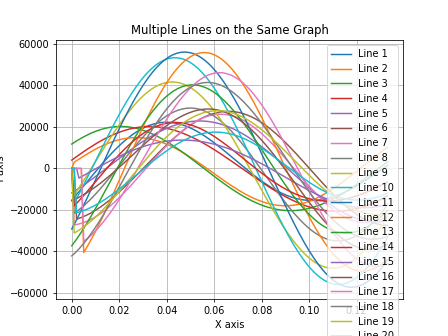 Multiple Lines on the Same Graph
60000
40000
20000
0
−20000
−40000
−60000
0.00
0.02
0.04
0.06
0.08
0.10
X axis
axis
Line 1
Line 2
Line 3
Line 4
Line 5
Line 6
Line 7
Line 8
Line 9
Line 10
Line 11
Line 12
Line 13
Line 14
Line 15
Line 16
Line 17
Line 18
Line 19
Line 20